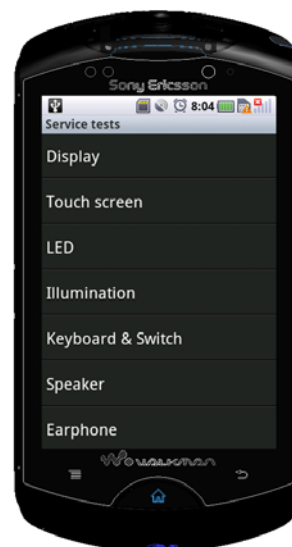 Sony Ericsson
8:04
Service tests
Display
Touch screen
LED
Illumination
Keyboard & Switch
Speaker
Earphone
WALKMAN